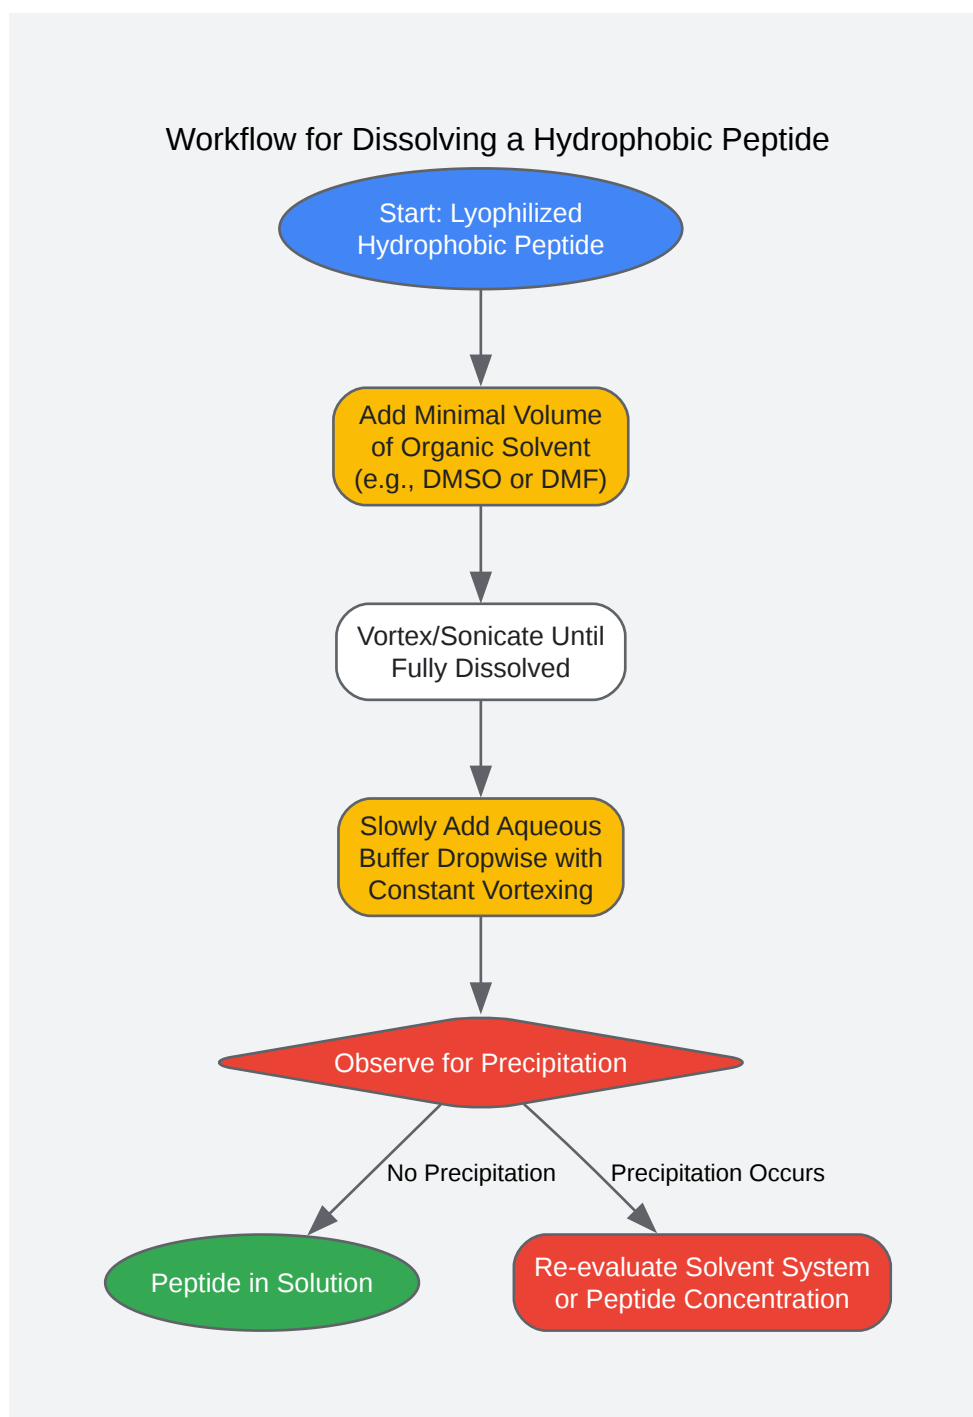 Workflow for Dissolving a Hydrophobic Peptide
Start: Lyophilized
Hydrophobic Peptide
Add Minimal Volume
of Organic Solvent
(e.g., DMSO or DMF)
Vortex/Sonicate Until
Fully Dissolved
Slowly Add Aqueous
Buffer Dropwise with
Constant Vortexing
Observe for Precipitation
No Precipitation
Precipitation Occurs
Peptide in Solution
Re-evaluate Solvent System
or Peptide Concentration